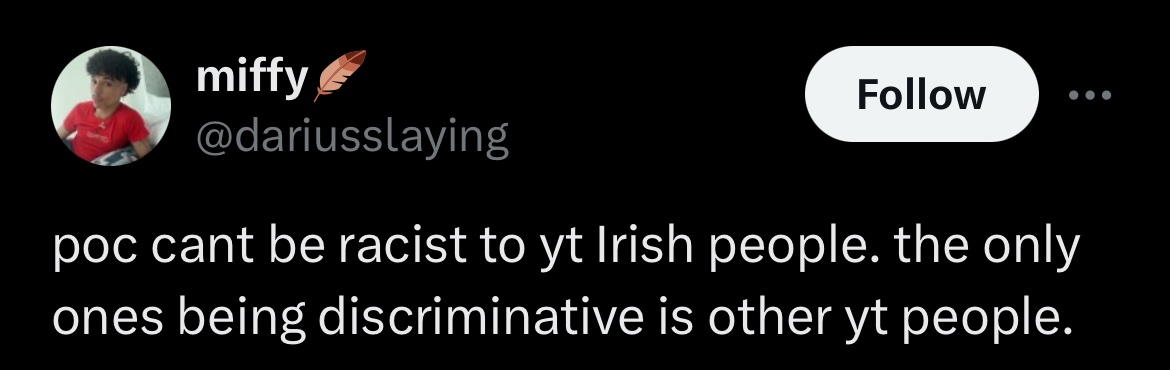 miffy🪶
@dariusslaying
Follow
poc cant be racist to yt Irish people. the only
ones being discriminative is other yt people.